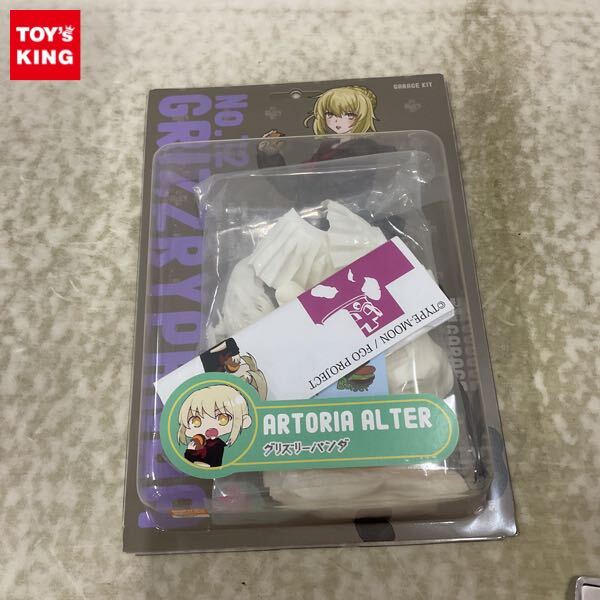 TOY's
KING
GARAGE KIT
No.12
GRIZZRYPANDA
©TYPE-MOON / FGO PROJECT
ARTORIA ALTER
グリズリーパンダ